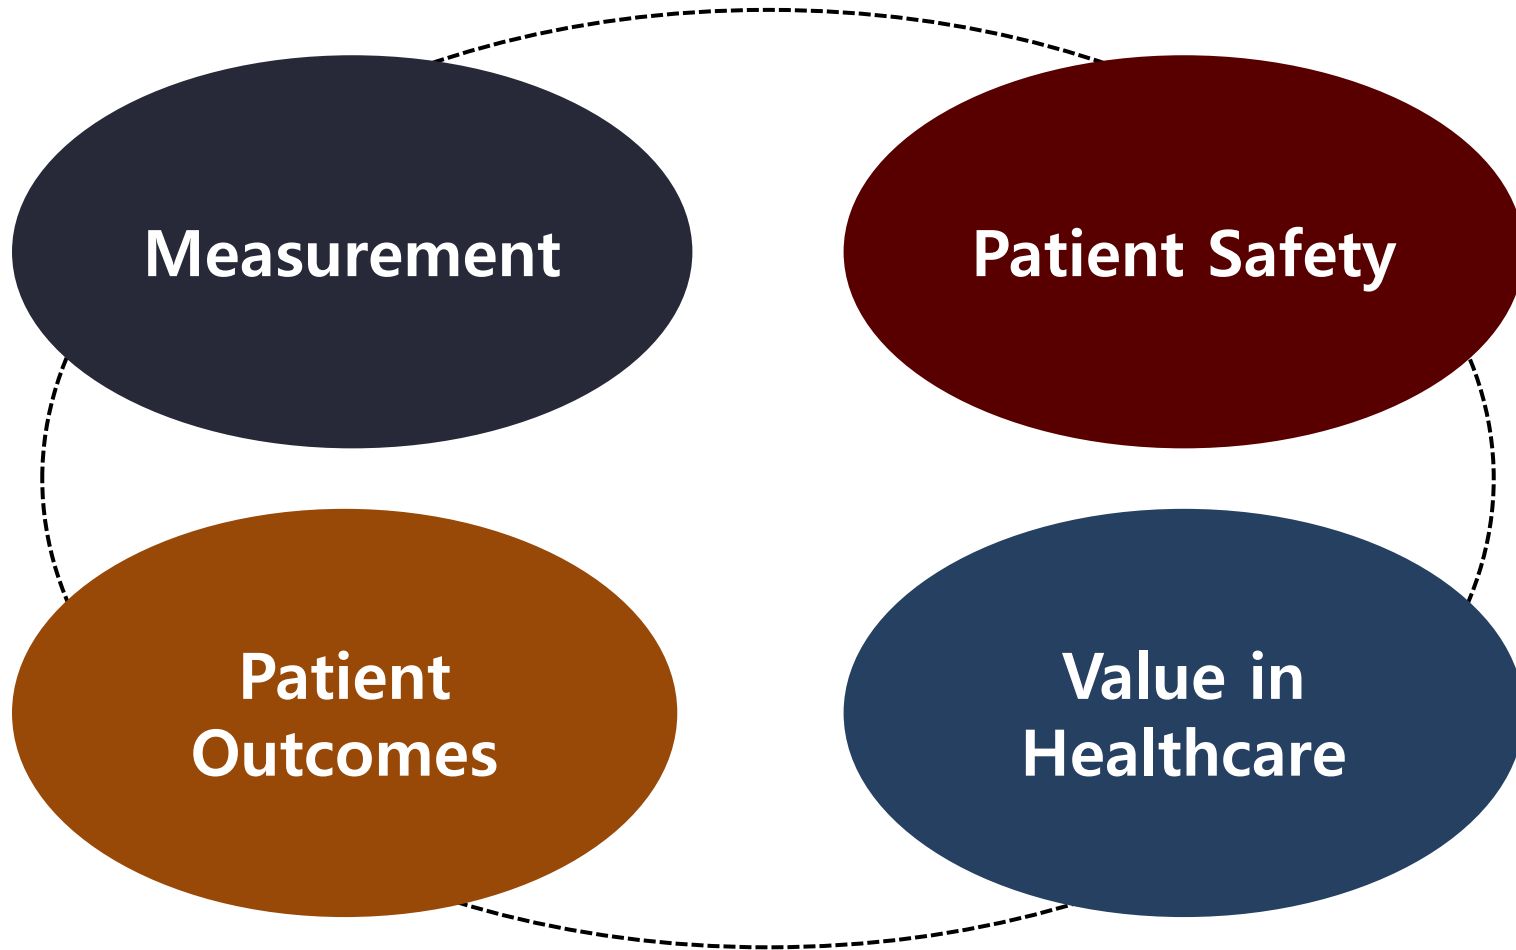 Measurement
Patient Safety
Patient
Outcomes
Value in
Healthcare